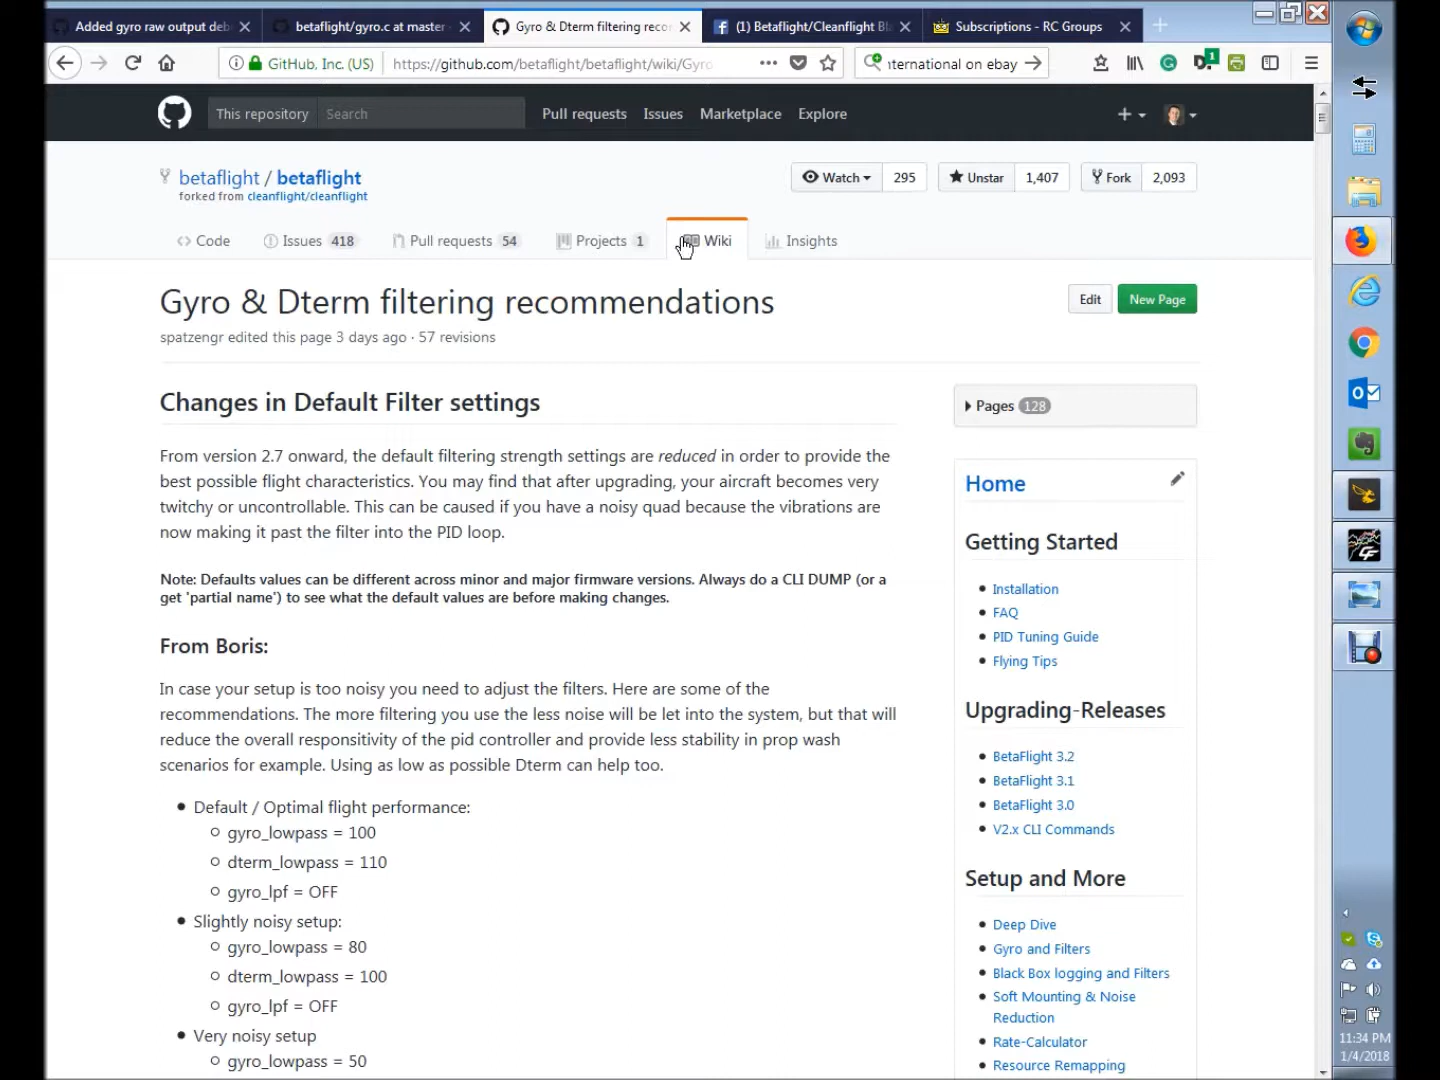 Added gyro raw output deb
betaflight/gyro.c at master
Gyro & Dterm filtering reco
(1) Betaflight/Cleanflight Bl
Subscriptions - RC Groups
GitHub, Inc. (US)
https://github.com/betaflight/betaflight/wiki/Gyro
nternational on ebay
This repository
Search
Pull requests
Issues
Marketplace
Explore
betaflight / betaflight
forked from cleanflight/cleanflight
Watch
295
Unstar
1,407
Fork
2,093
Code
Issues 418
Pull requests 54
Projects 1
Wiki
Insights
Gyro & Dterm filtering recommendations
Edit
New Page
spatzengr edited this page 3 days ago · 57 revisions
Changes in Default Filter settings
From version 2.7 onward, the default filtering strength settings are reduced in order to provide the
best possible flight characteristics. You may find that after upgrading, your aircraft becomes very
twitchy or uncontrollable. This can be caused if you have a noisy quad because the vibrations are
now making it past the filter into the PID loop.
Note: Defaults values can be different across minor and major firmware versions. Always do a CLI DUMP (or a
get 'partial name') to see what the default values are before making changes.
From Boris:
In case your setup is too noisy you need to adjust the filters. Here are some of the
recommendations. The more filtering you use the less noise will be let into the system, but that will
reduce the overall responsitivity of the pid controller and provide less stability in prop wash
scenarios for example. Using as low as possible Dterm can help too.
Default / Optimal flight performance:
gyro_lowpass = 100
dterm_lowpass = 110
gyro_lpf = OFF
Slightly noisy setup:
gyro_lowpass = 80
dterm_lowpass = 100
gyro_lpf = OFF
Very noisy setup
gyro_lowpass = 50
Pages 128
Home
Getting Started
Installation
FAQ
PID Tuning Guide
Flying Tips
Upgrading-Releases
BetaFlight 3.2
BetaFlight 3.1
BetaFlight 3.0
V2.x CLI Commands
Setup and More
Deep Dive
Gyro and Filters
Black Box logging and Filters
Soft Mounting & Noise
Reduction
Rate-Calculator
Resource Remapping
11:34 PM
1/4/2018